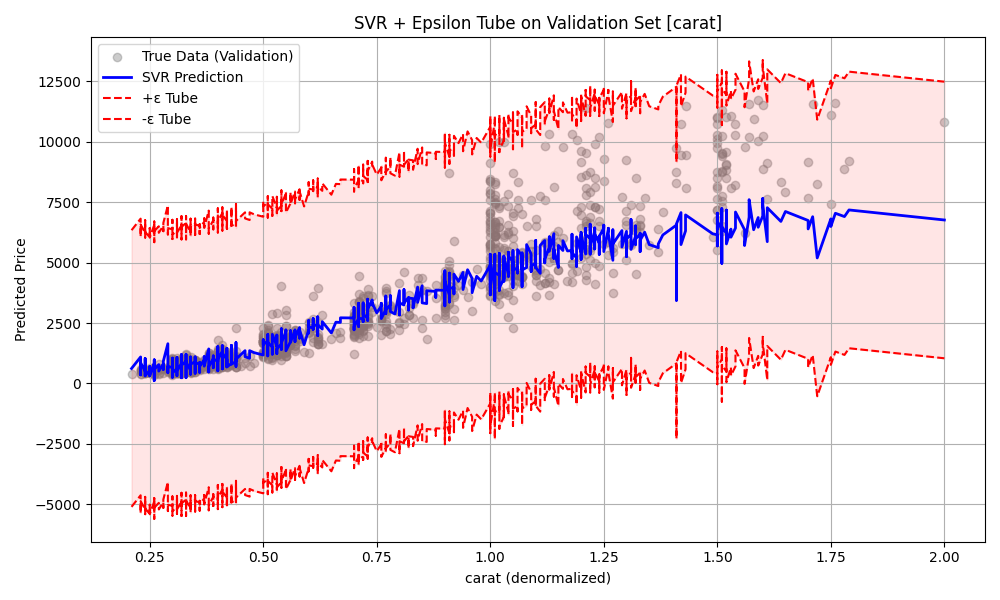 SVR + Epsilon Tube on Validation Set [carat]
True Data (Validation)
SVR Prediction
+ε Tube
-ε Tube
Predicted Price
12500
10000
7500
5000
2500
0
−2500
−5000
0.25 0.50 0.75 1.00 1.25 1.50 1.75 2.00
carat (denormalized)